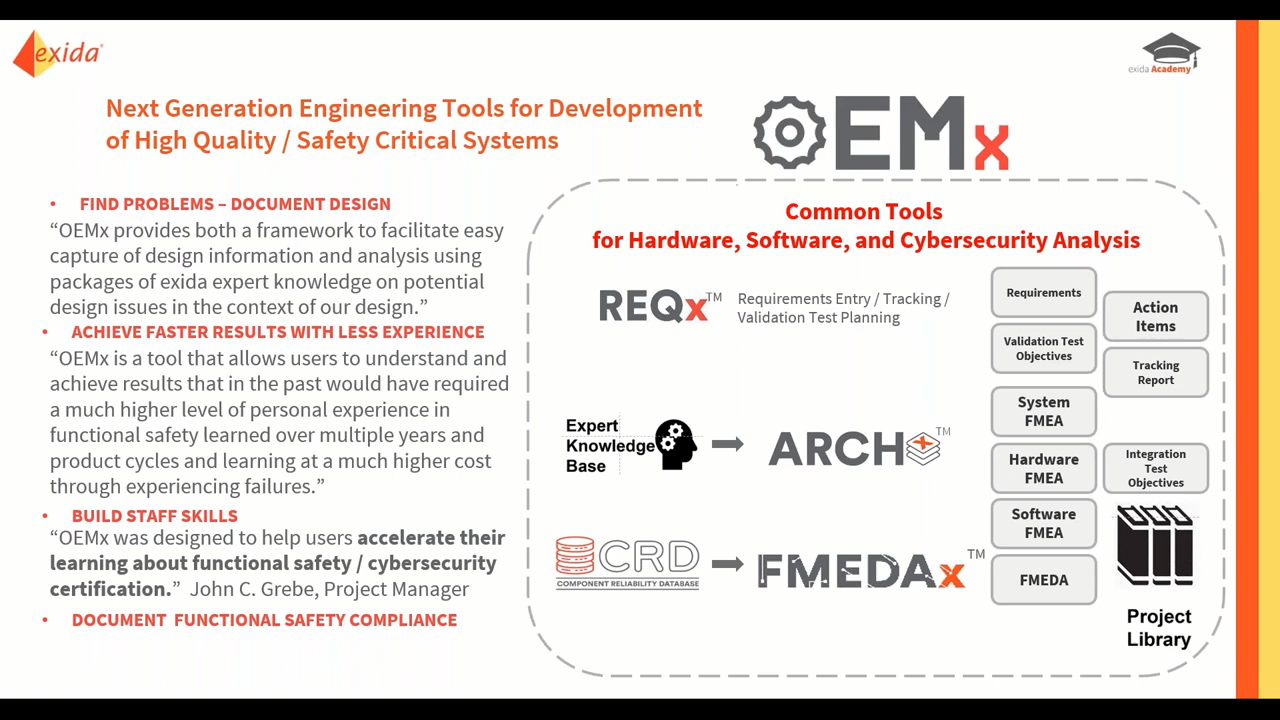 exida
exida Academy
Next Generation Engineering Tools for Development
of High Quality / Safety Critical Systems
OEMx
• FIND PROBLEMS – DOCUMENT DESIGN
“OEMx provides both a framework to facilitate easy
capture of design information and analysis using
packages of exida expert knowledge on potential
design issues in the context of our design.”
• ACHIEVE FASTER RESULTS WITH LESS EXPERIENCE
“OEMx is a tool that allows users to understand and
achieve results that in the past would have required
a much higher level of personal experience in
functional safety learned over multiple years and
product cycles and learning at a much higher cost
through experiencing failures.”
• BUILD STAFF SKILLS
“OEMx was designed to help users accelerate their
learning about functional safety / cybersecurity
certification.” John C. Grebe, Project Manager
• DOCUMENT FUNCTIONAL SAFETY COMPLIANCE
Common Tools
for Hardware, Software, and Cybersecurity Analysis
REQx™
Requirements Entry / Tracking /
Validation Test Planning
Expert
Knowledge
Base
ARCH™
CRD
COMPONENT RELIABILITY DATABASE
FMEDAx™
Requirements
Validation Test
Objectives
System
FMEA
Hardware
FMEA
Software
FMEA
FMEDA
Action
Items
Tracking
Report
Integration
Test
Objectives
Project
Library